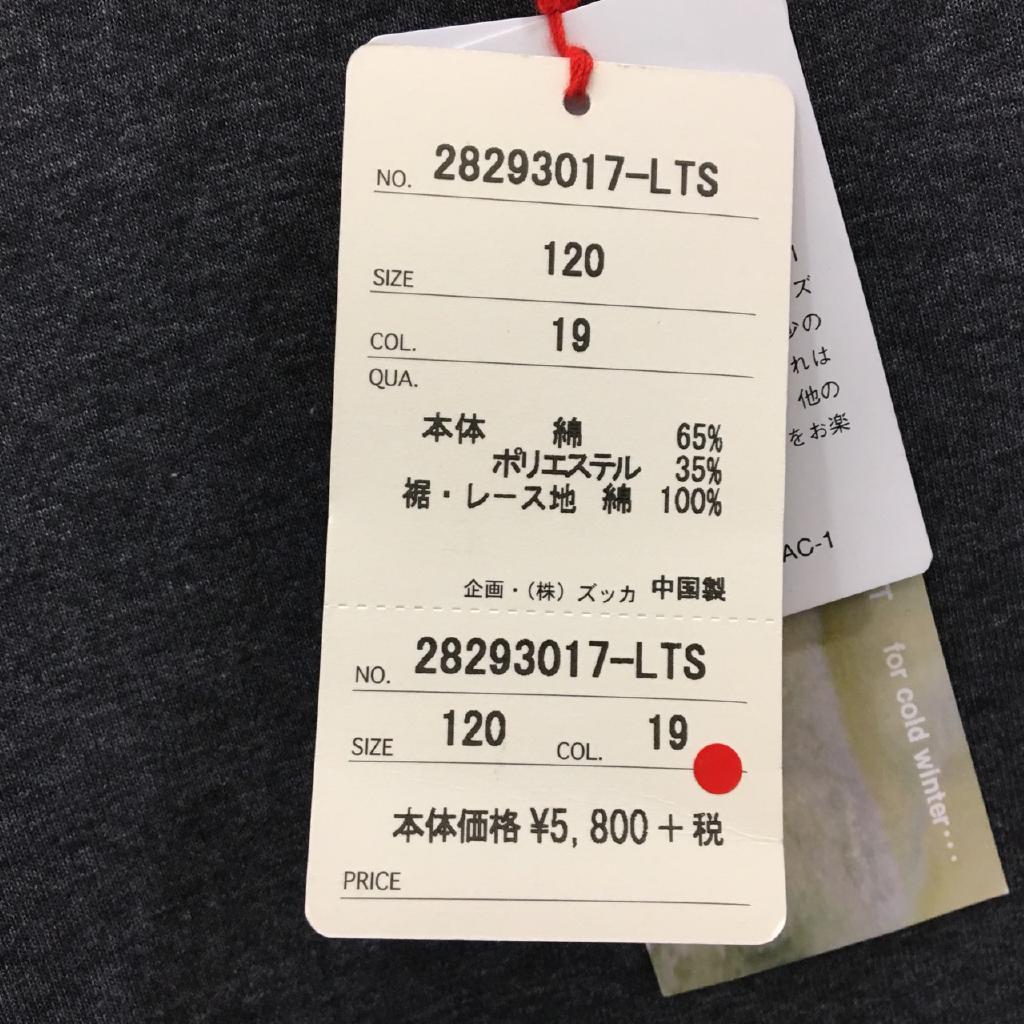 NO. 28293017-LTS
SIZE 120
COL. 19
QUA.
本体 綿 65%
ポリエステル 35%
裾・レース地 綿 100%
企画・(株) ズッカ 中国製
NO. 28293017-LTS
SIZE 120 COL. 19
本体価格 ¥5,800+税
PRICE
ズ
の
れは
他の
をお楽
AC-1
T
for cold winter....